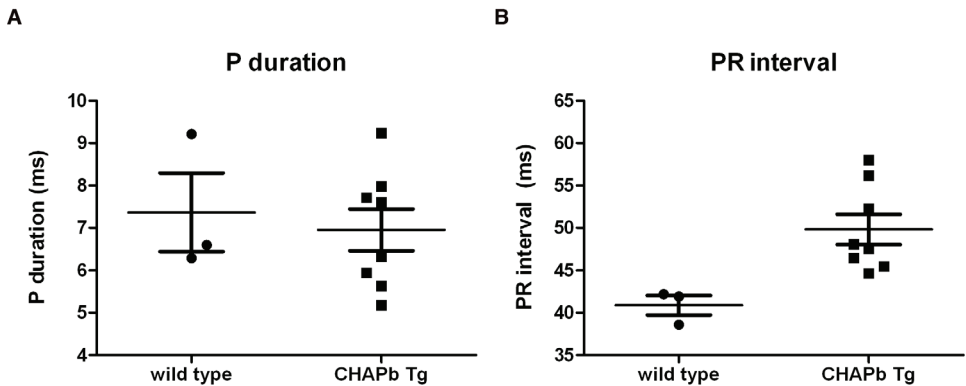 A
P duration
P duration (ms)
10
9
8
7
6
5
4
wild type
CHAPb Tg
B
PR interval
PR interval (ms)
65
60
55
50
45
40
35
wild type
CHAPb Tg